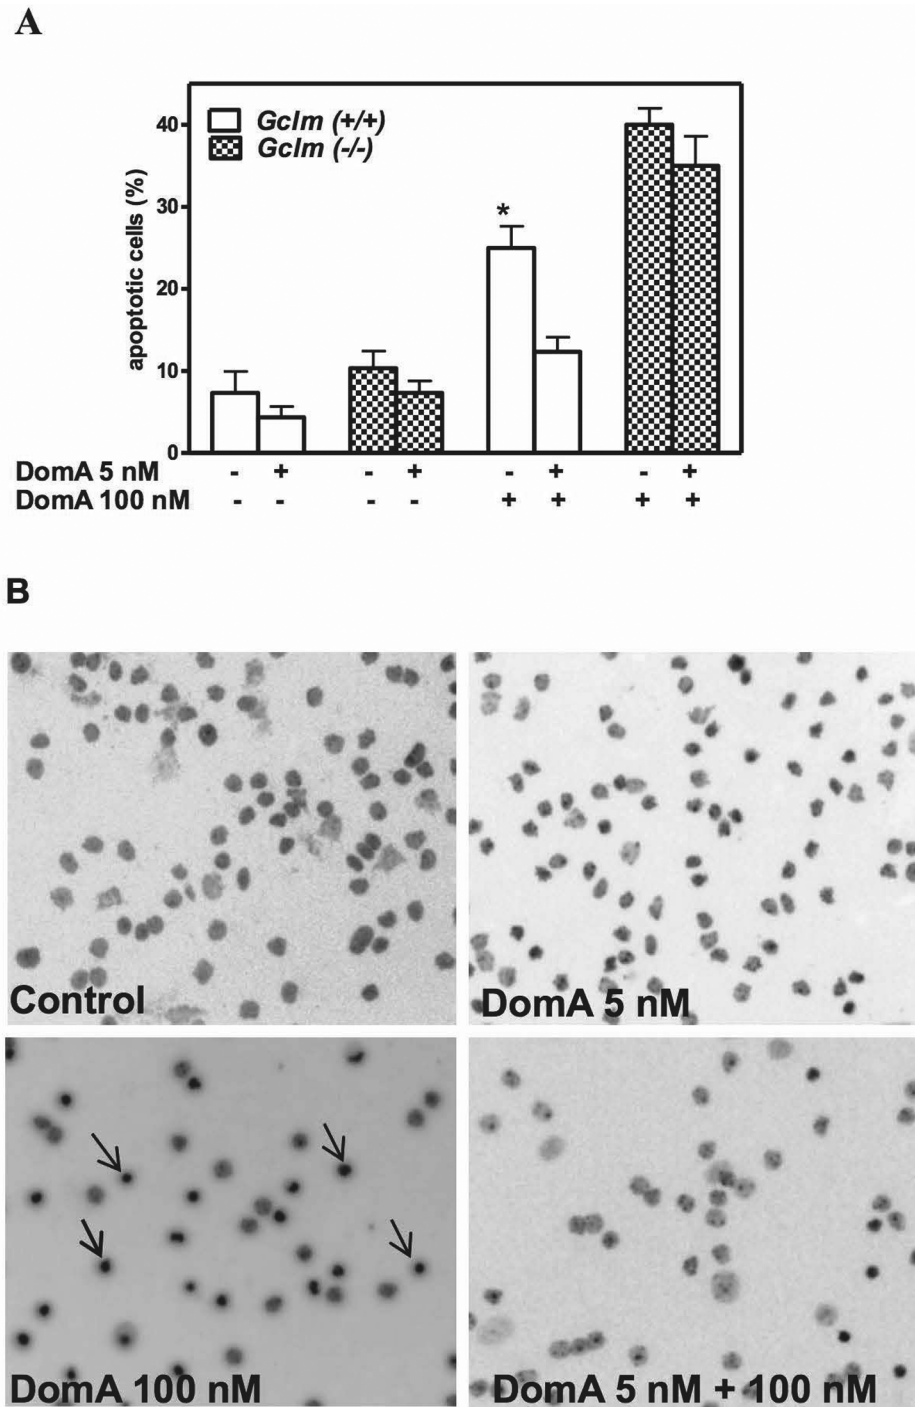 A
Gclm (+/+)
Gclm (-/-)
apoptotic cells (%)
40
30
20
10
0
*
DomA 5 nM - + - + - + - +
DomA 100 nM - - - - + + + +
B
Control
DomA 5 nM
DomA 100 nM
DomA 5 nM + 100 nM